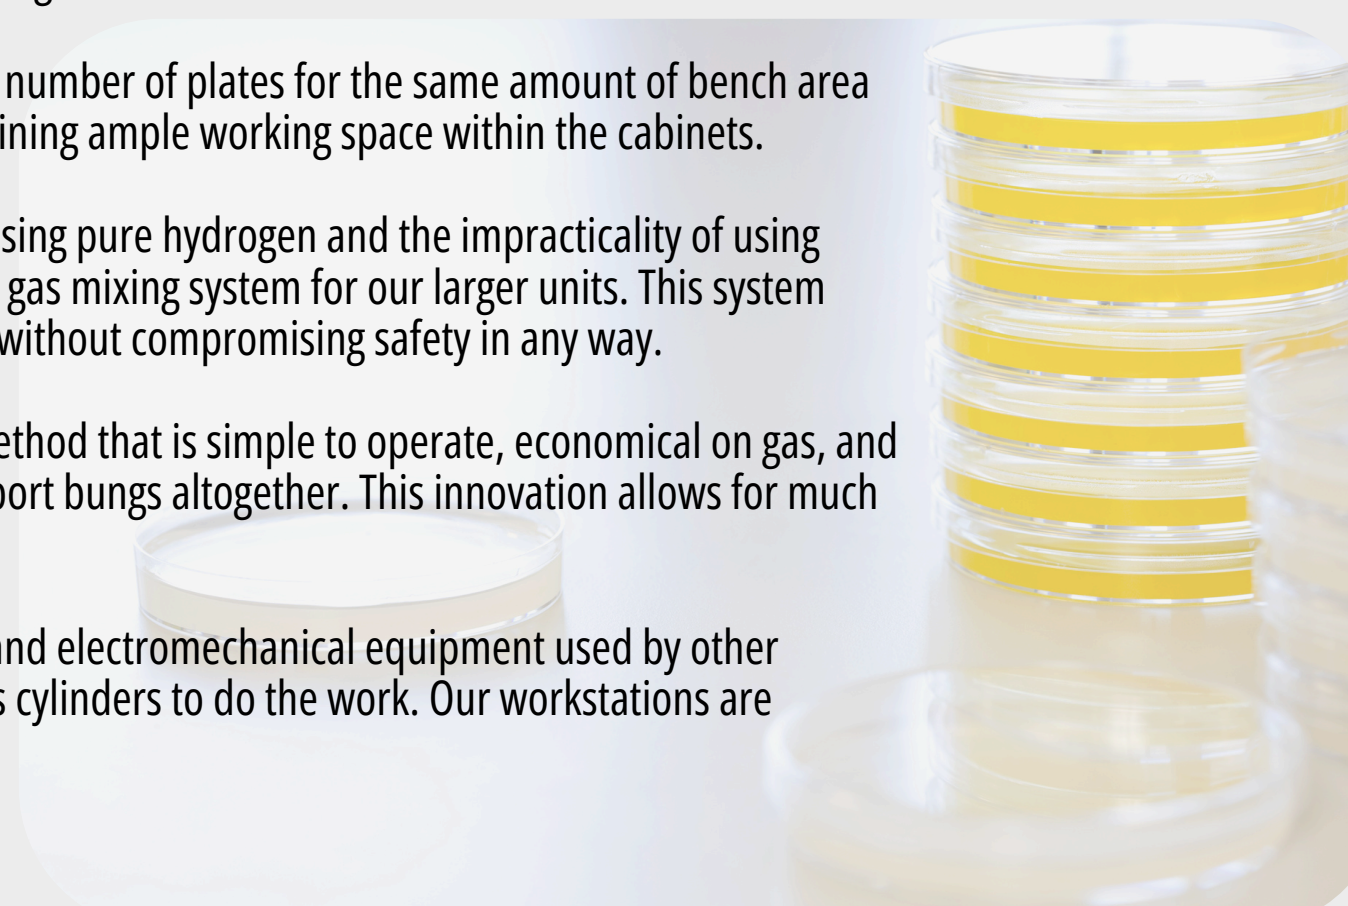 number of plates for the same amount of bench area
ining ample working space within the cabinets.
sing pure hydrogen and the impracticality of using
gas mixing system for our larger units. This system
without compromising safety in any way.
ethod that is simple to operate, economical on gas, and
port bungs altogether. This innovation allows for much
and electromechanical equipment used by other
s cylinders to do the work. Our workstations are